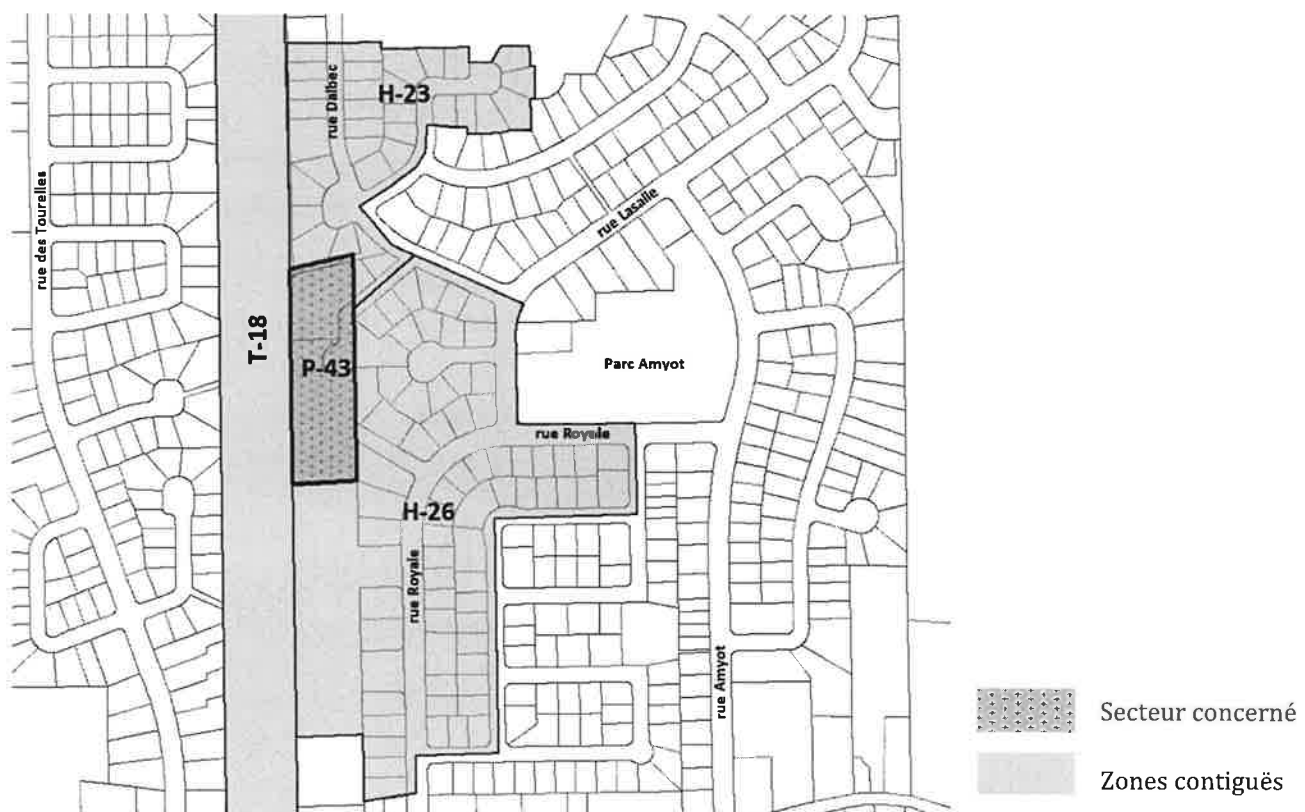 rue Dalbec
H-23
rue des Tourelles
rue Lasalle
T-18
P-43
Parc Amyot
rue Royale
H-26
rue Royale
rue Amyot
Secteur concerné
Zones contiguës